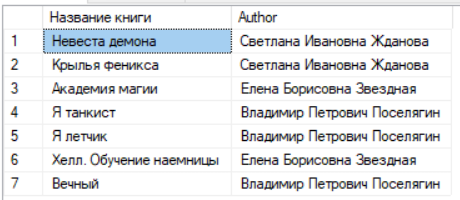 Название книги Author
1 Невеста демона Светлана Ивановна Жданова
2 Крылья феникса Светлана Ивановна Жданова
3 Академия магии Елена Борисовна Звездная
4 Я танкист Владимир Петрович Поселягин
5 Я летчик Владимир Петрович Поселягин
6 Хелл. Обучение наемницы Елена Борисовна Звездная
7 Вечный Владимир Петрович Поселягин